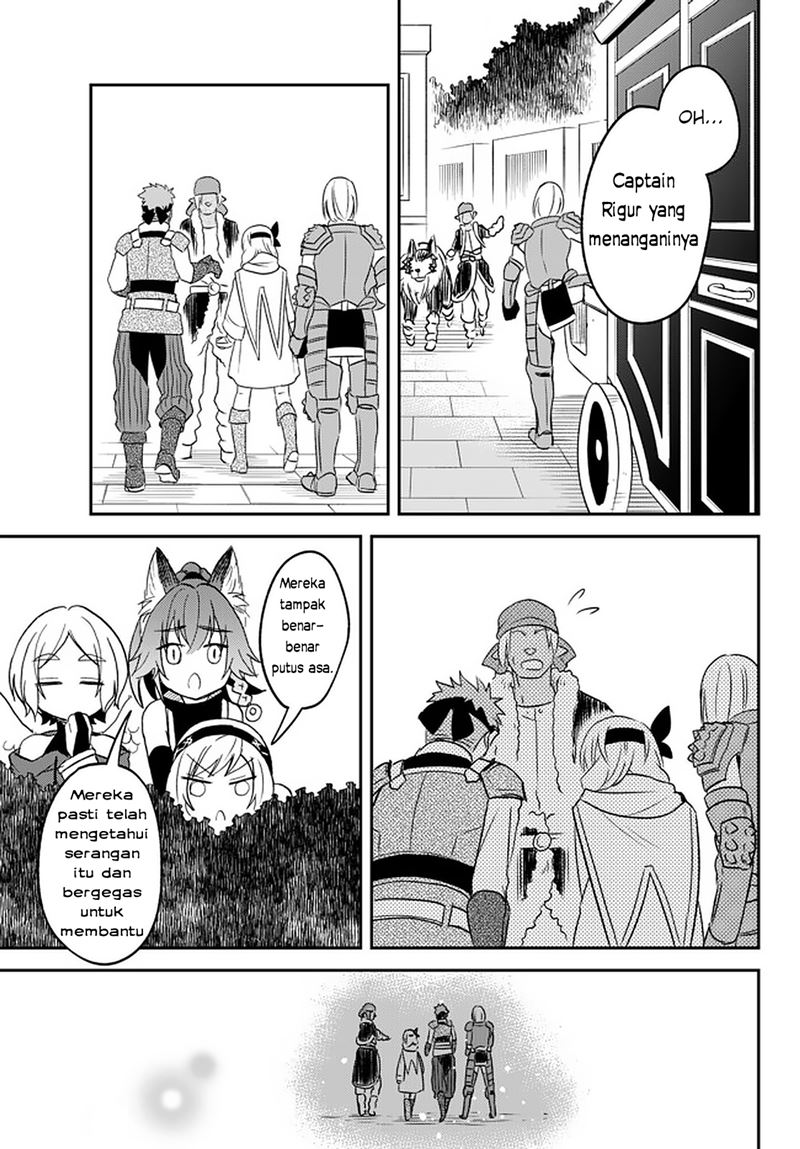 OH...
Captain
Rigur yang
menanganinya
Mereka
tampak
benar-
benar
putus asa.
Mereka
pasti telah
mengetahui
serangan
itu dan
bergegas
untuk
membantu